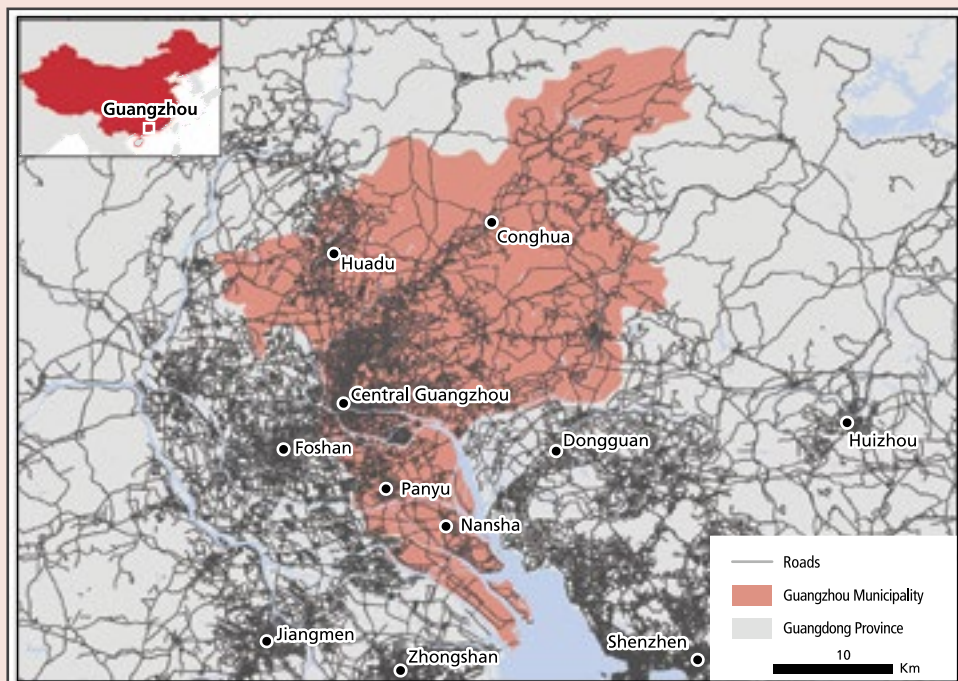 Guangzhou
Conghua
Huadu
Central Guangzhou
Foshan
Dongguan
Huizhou
Panyu
Nansha
Jiangmen
Zhongshan
Shenzhen
Roads
Guangzhou Municipality
Guangdong Province
10
Km